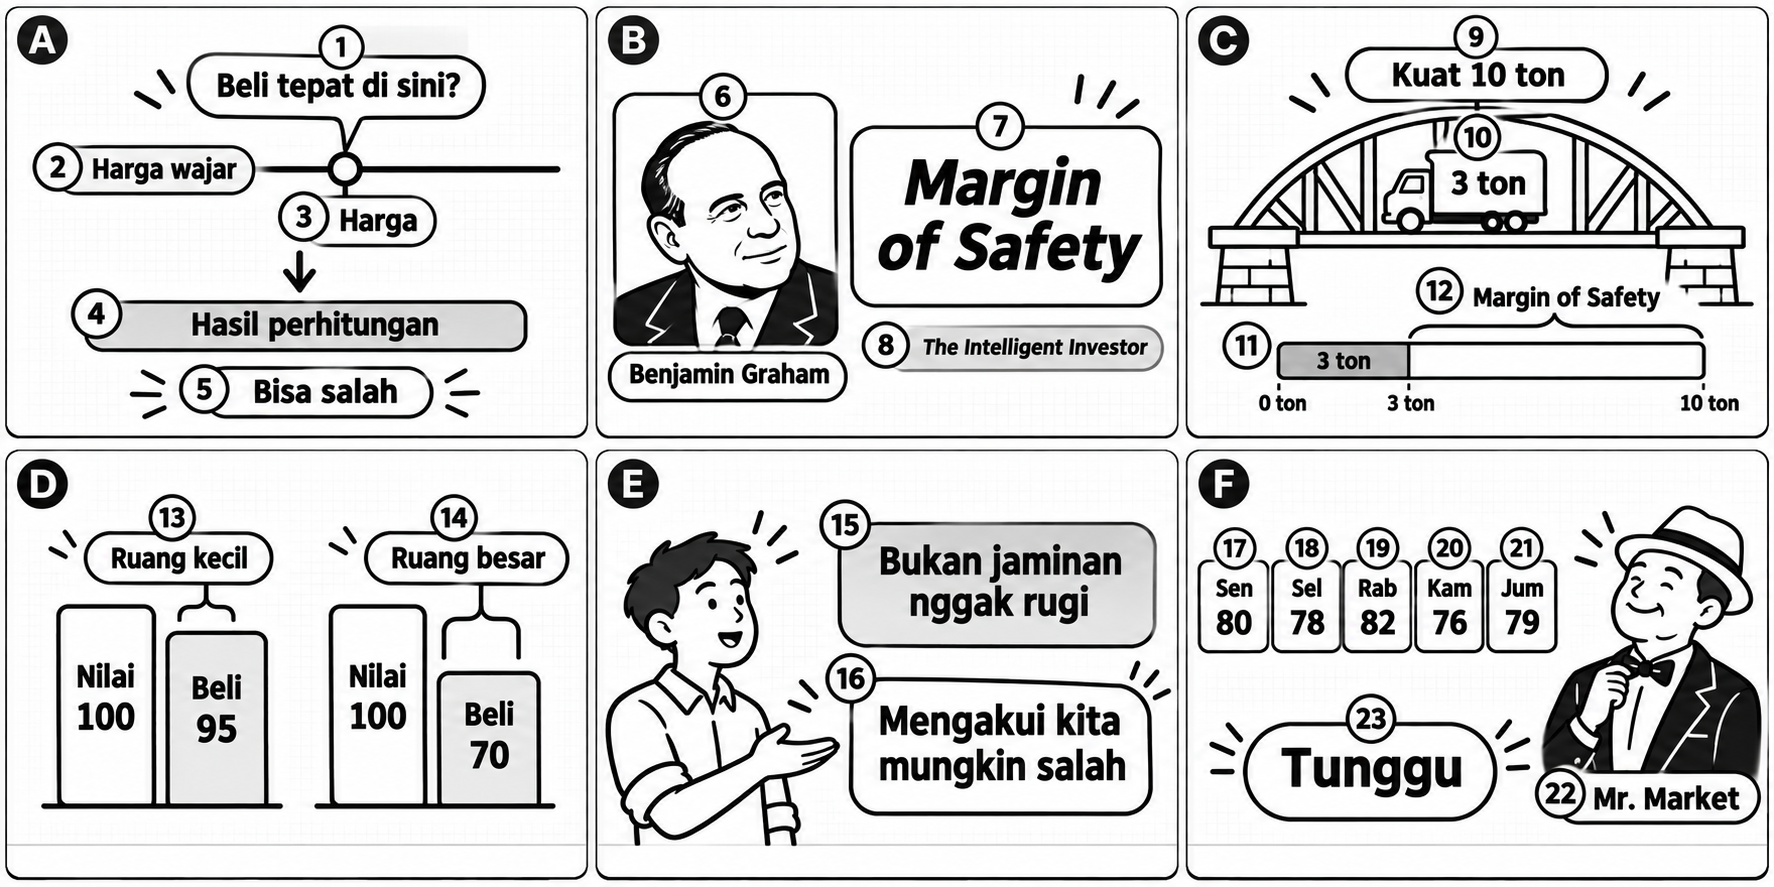 A
1
Beli tepat di sini?
2
Harga wajar
3
Harga
4
Hasil perhitungan
5
Bisa salah
B
6
Benjamin Graham
7
Margin
of Safety
8
The Intelligent Investor
C
9
Kuat 10 ton
10
3 ton
12
Margin of Safety
11
3 ton
0 ton
3 ton
10 ton
D
13
Ruang kecil
Nilai
100
Beli
95
14
Ruang besar
Nilai
100
Beli
70
E
15
Bukan jaminan
nggak rugi
16
Mengakui kita
mungkin salah
F
17
Sen
80
18
Sel
78
19
Rab
82
20
Kam
76
21
Jum
79
23
Tunggu
22
Mr. Market